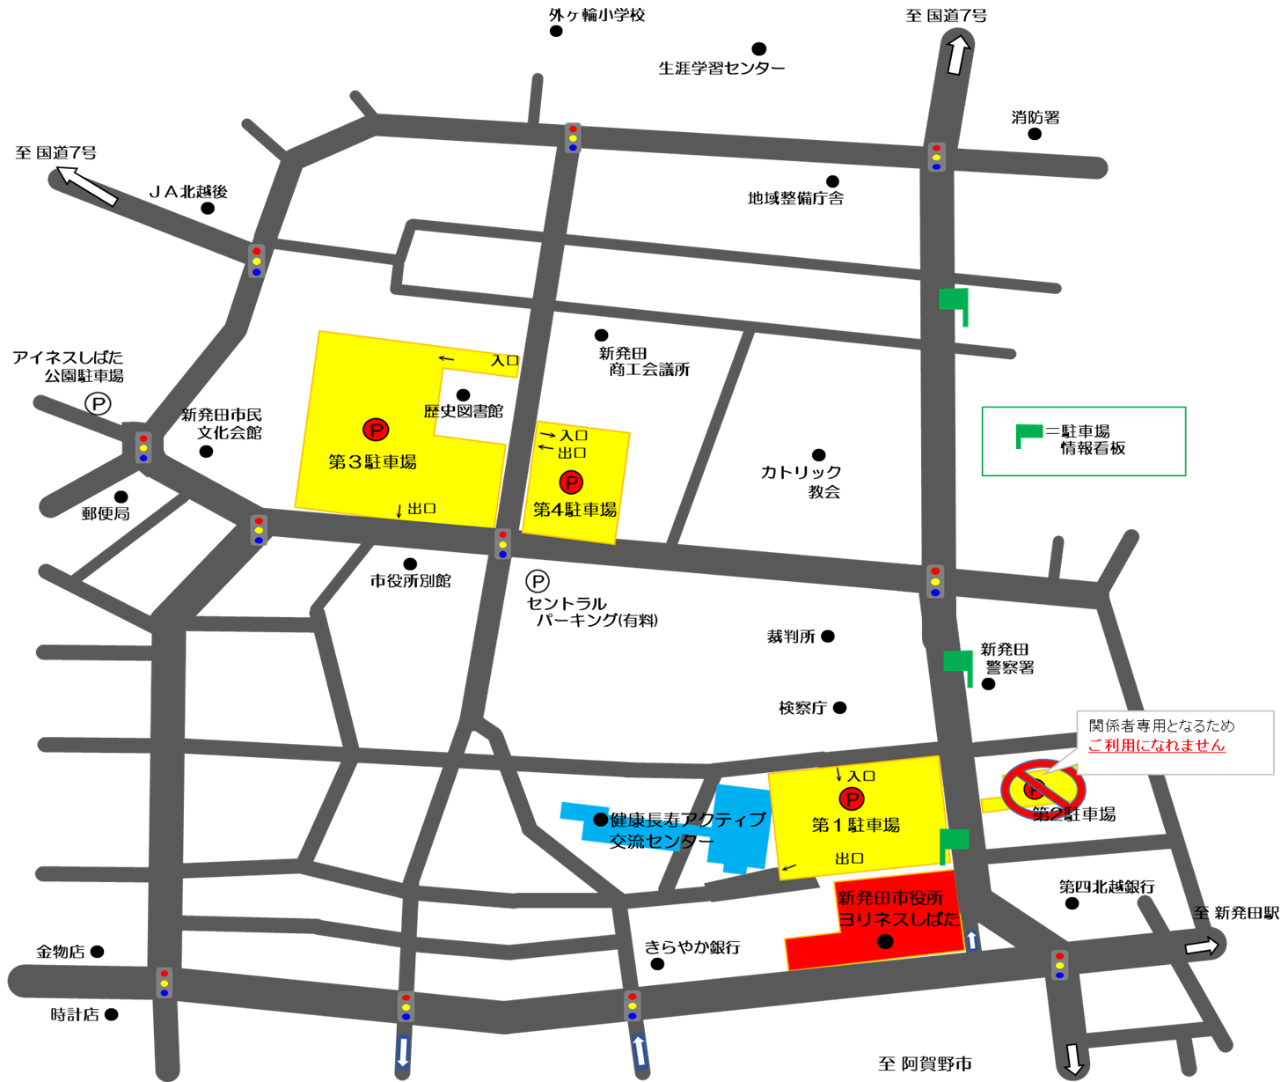 外ヶ輪小学校
至 国道7号
生涯学習センター
消防署
至 国道7号
JA北越後
地域整備庁舎
アイネスしばた
公園駐車場
P
新発田市民
文化会館
入口
歴史図書館
P
第3駐車場
出口
新発田
商工会議所
入口
出口
P
第4駐車場
カトリック
教会
=駐車場
情報看板
郵便局
市役所別館
P
セントラル
パーキング(有料)
裁判所
新発田
警察署
検察庁
関係者専用となるため
ご利用になれません
入口
P
第1駐車場
出口
P
第2駐車場
健康長寿アクティブ
交流センター
新発田市役所
ヨリネスしばた
第四北越銀行
至 新発田駅
金物店
きらやか銀行
時計店
至 阿賀野市